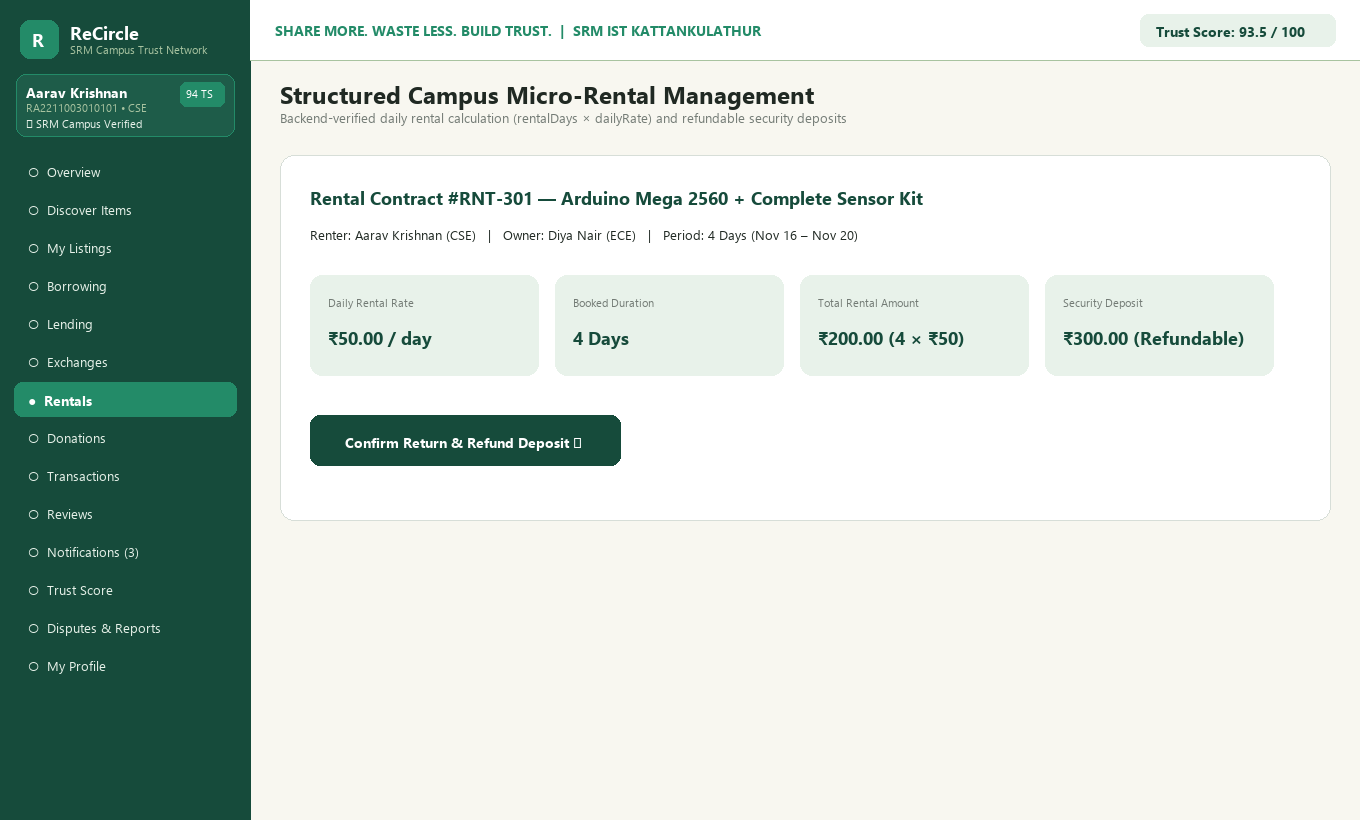 R
ReCircle
SRM Campus Trust Network
Aarav Krishnan
94 TS
RA2211003010101 • CSE
SRM Campus Verified
Overview
Discover Items
My Listings
Borrowing
Lending
Exchanges
Rentals
Donations
Transactions
Reviews
Notifications (3)
Trust Score
Disputes & Reports
My Profile
SHARE MORE. WASTE LESS. BUILD TRUST. | SRM IST KATTANKULATHUR
Trust Score: 93.5 / 100
Structured Campus Micro-Rental Management
Backend-verified daily rental calculation (rentalDays × dailyRate) and refundable security deposits
Rental Contract #RNT-301 — Arduino Mega 2560 + Complete Sensor Kit
Renter: Aarav Krishnan (CSE) | Owner: Diya Nair (ECE) | Period: 4 Days (Nov 16 – Nov 20)
Daily Rental Rate
₹50.00 / day
Booked Duration
4 Days
Total Rental Amount
₹200.00 (4 × ₹50)
Security Deposit
₹300.00 (Refundable)
Confirm Return & Refund Deposit